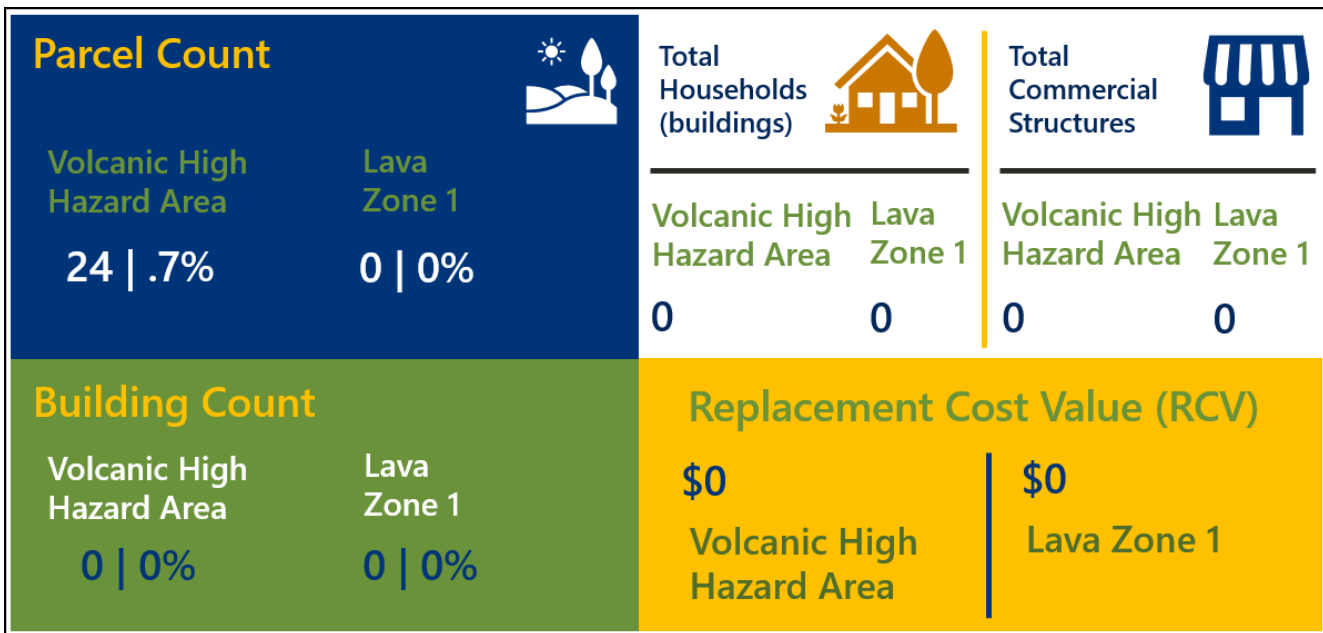 Parcel Count
Volcanic High
Hazard Area
24 | .7%
Lava
Zone 1
0 | 0%
Total
Households
(buildings)
Volcanic High
Hazard Area
0
Lava
Zone 1
0
Total
Commercial
Structures
Volcanic High
Hazard Area
0
Lava
Zone 1
0
Building Count
Volcanic High
Hazard Area
0 | 0%
Lava
Zone 1
0 | 0%
Replacement Cost Value (RCV)
$0
Volcanic High
Hazard Area
$0
Lava Zone 1